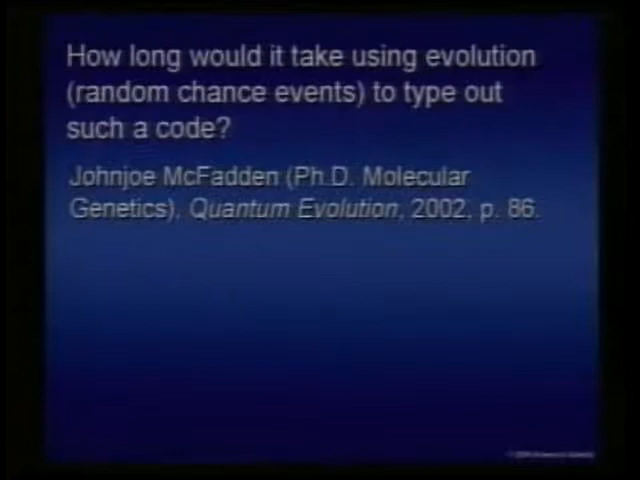 How long would it take using evolution
(random chance events) to type out
such a code?
Johnjoe McFadden (Ph.D. Molecular
Genetics), Quantum Evolution, 2002, p. 86.